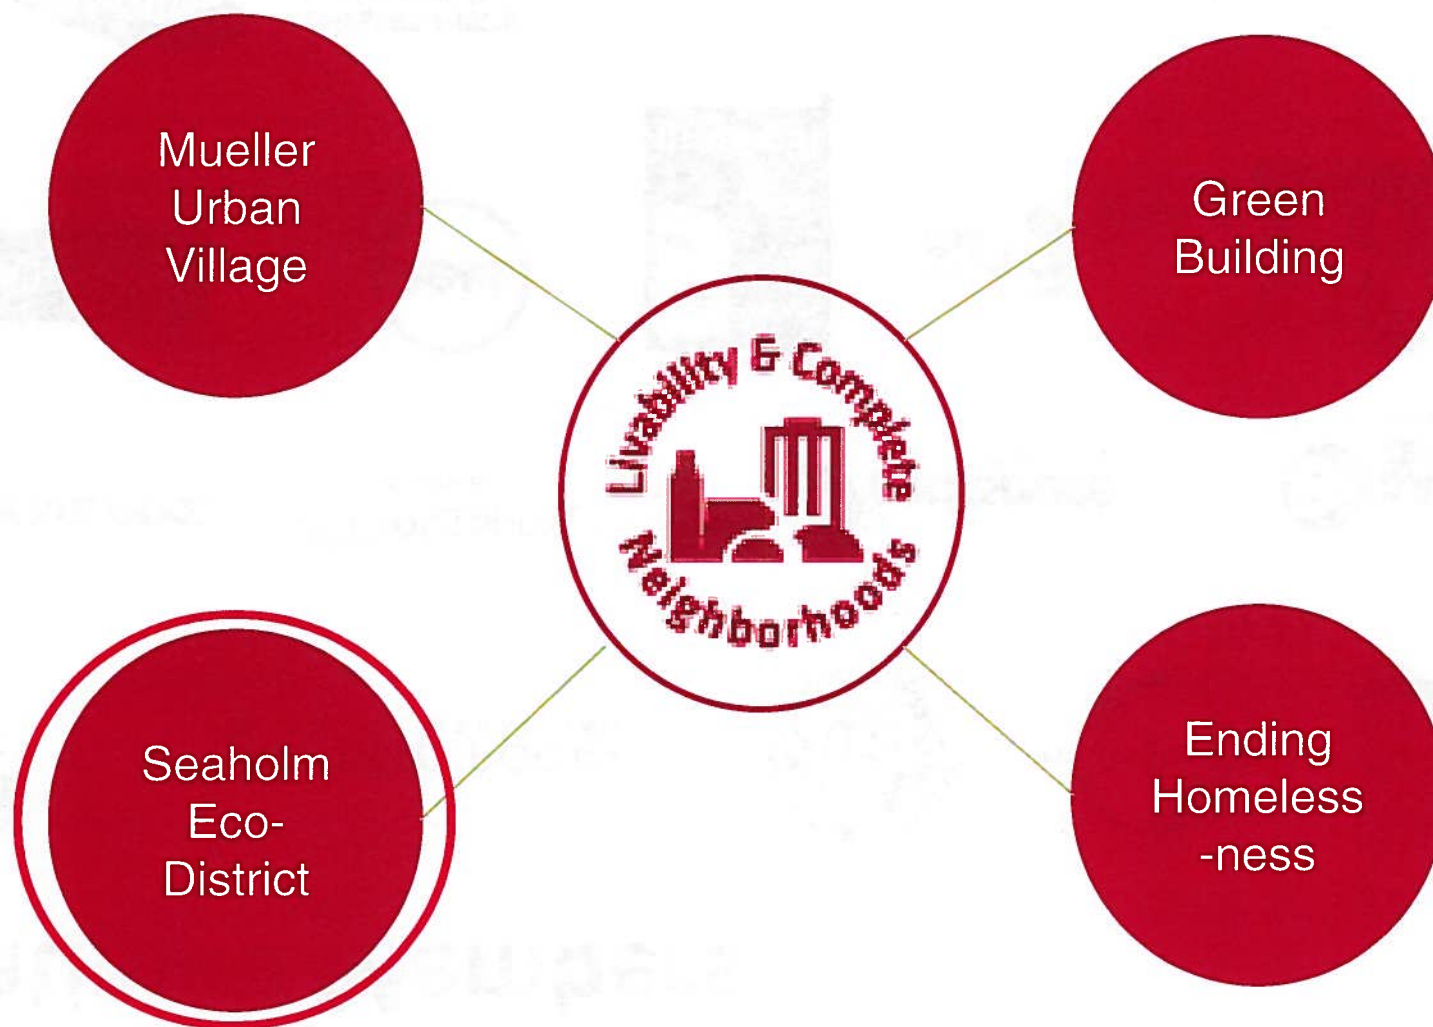 Mueller
Urban
Village
Green
Building
Livability & Complete
Neighborhoods
Seaholm
Eco-
District
Ending
Homeless
-ness